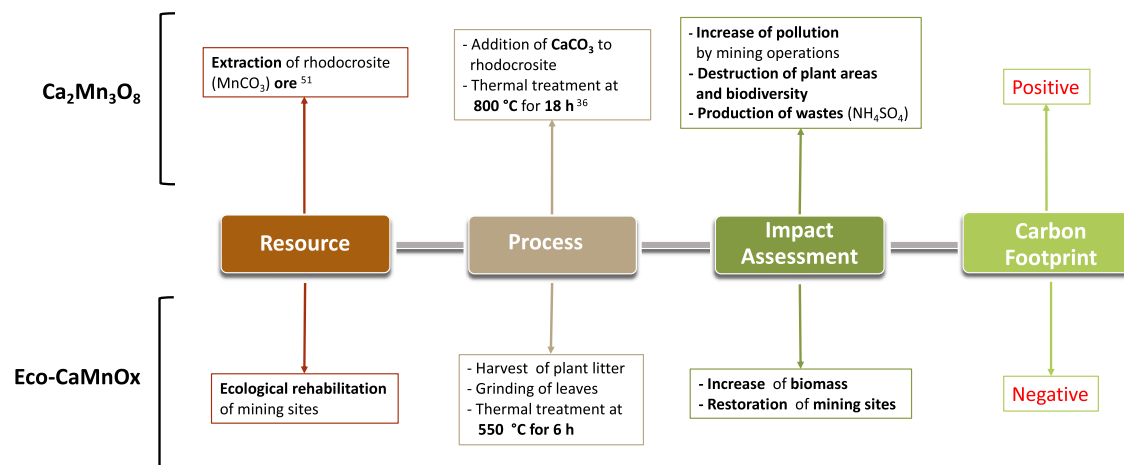 Ca₂Mn₃O₈
Extraction of rhodocrosite
(MnCO₃) ore ⁵¹
- Addition of CaCO₃ to
rhodocrosite
- Thermal treatment at
800 °C for 18 h ³⁶
- Increase of pollution
by mining operations
- Destruction of plant areas
and biodiversity
- Production of wastes (NH₄SO₄)
Positive
Resource
Process
Impact
Assessment
Carbon
Footprint
Eco-CaMnOx
Ecological rehabilitation
of mining sites
- Harvest of plant litter
- Grinding of leaves
- Thermal treatment at
550 °C for 6 h
- Increase of biomass
- Restoration of mining sites
Negative